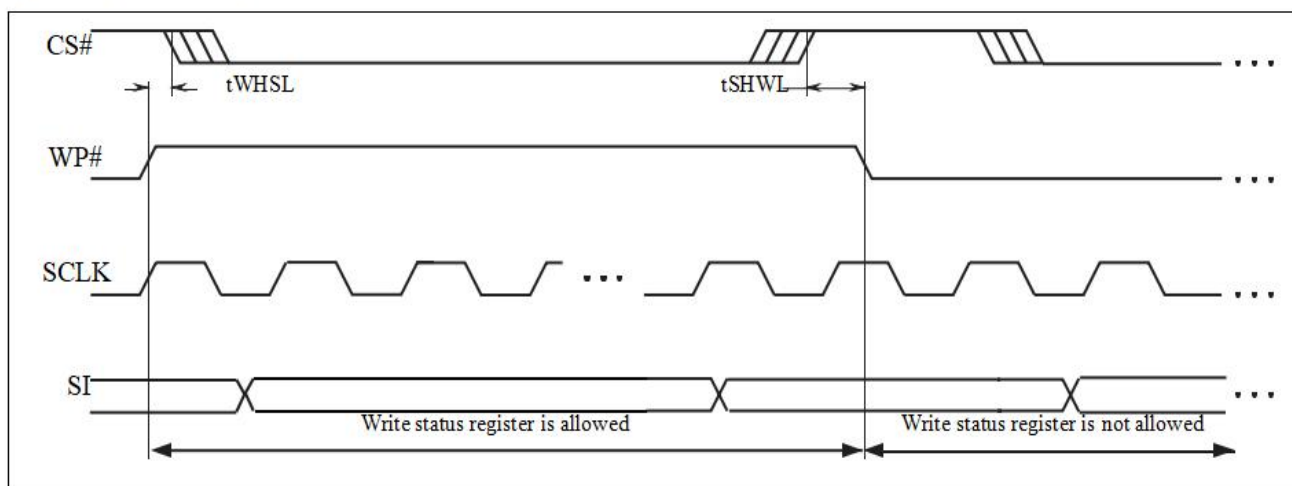 CS#
tWHSL
tSHWL
WP#
SCLK
SI
Write status register is allowed
Write status register is not allowed